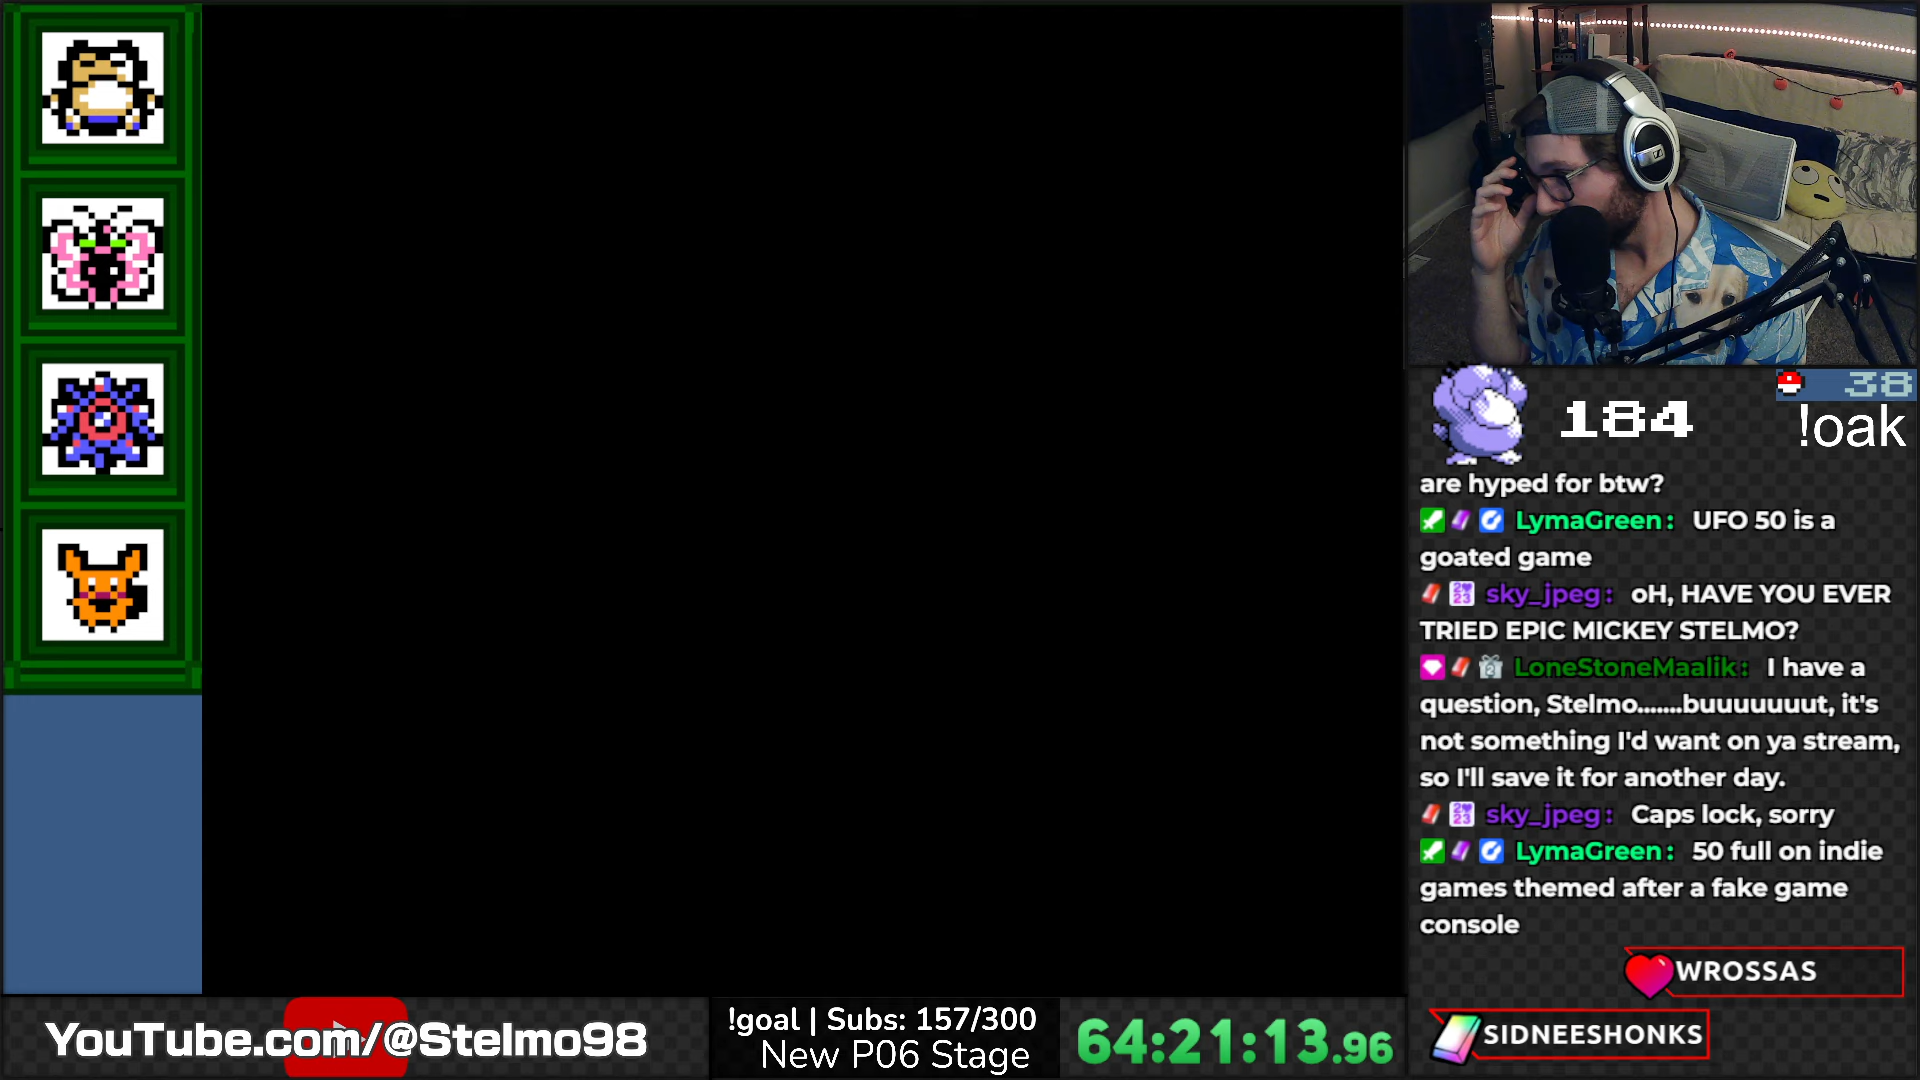 184
38
!oak
are hyped for btw?
LymaGreen: UFO 50 is a
goated game
sky_jpeg: oH, HAVE YOU EVER
TRIED EPIC MICKEY STELMO?
LoneStoneMaalik: I have a
question, Stelmo.......buuuuuuut, it's
not something I'd want on ya stream,
so I'll save it for another day.
sky_jpeg: Caps lock, sorry
LymaGreen: 50 full on indie
games themed after a fake game
console
WROSSAS
SIDNEESHONKS
YouTube.com/@Stelmo98
!goal | Subs: 157/300
New P06 Stage
64:21:13.96